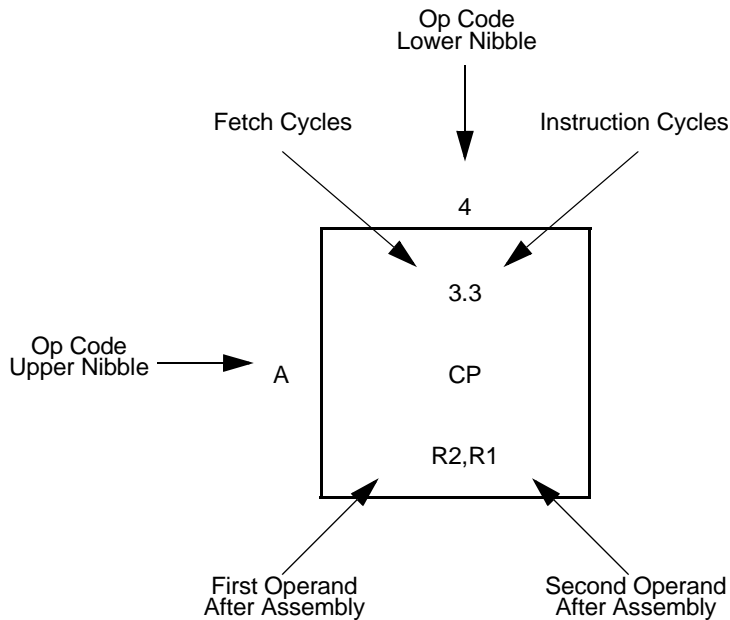 Op Code
Lower Nibble
Fetch Cycles
Instruction Cycles
4
3.3
Op Code
Upper Nibble
A
CP
R2,R1
First Operand
After Assembly
Second Operand
After Assembly